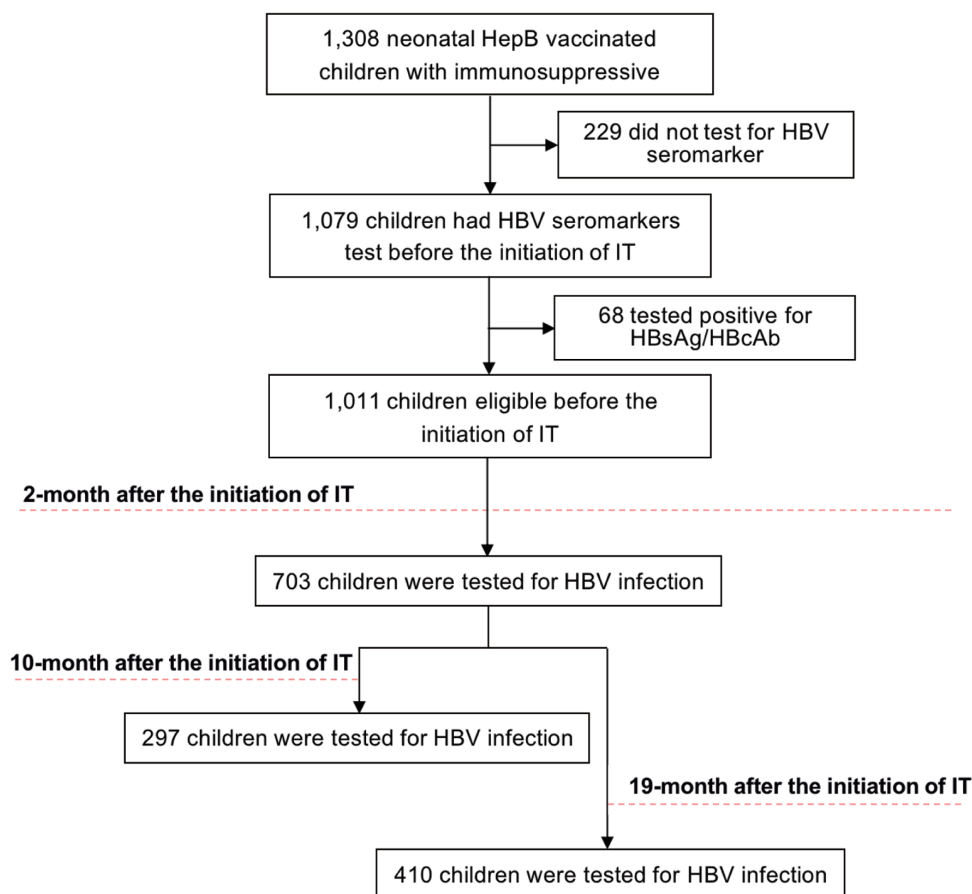 1,308 neonatal HepB vaccinated
children with immunosuppressive
229 did not test for HBV
seromarker
1,079 children had HBV seromarkers
test before the initiation of IT
68 tested positive for
HBsAg/HBcAb
1,011 children eligible before the
initiation of IT
2-month after the initiation of IT
703 children were tested for HBV infection
10-month after the initiation of IT
297 children were tested for HBV infection
19-month after the initiation of IT
410 children were tested for HBV infection